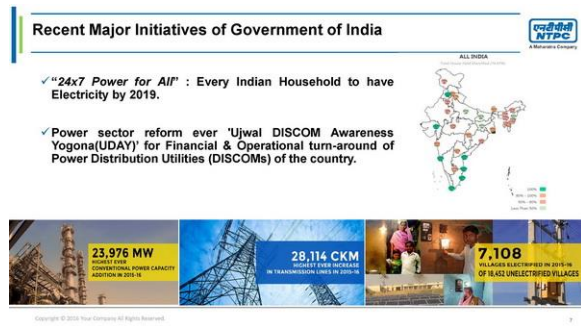 Recent Major Initiatives of Government of India
एनटीपीसी
NTPC
A Maharatna Company
ALL INDIA
✓“24x7 Power for All” : Every Indian Household to have
Electricity by 2019.
✓Power sector reform ever 'Ujwal DISCOM Awareness
Yogona(UDAY)’ for Financial & Operational turn-around of
Power Distribution Utilities (DISCOMs) of the country.
100%
Less Than 50%
23,976 MW
HIGHEST EVER
CONVENTIONAL POWER CAPACITY
ADDITION IN 2015-16
28,114 CKM
HIGHEST EVER INCREASE
IN TRANSMISSION LINES IN 2015-16
7,108
VILLAGES ELECTRIFIED IN 2015-16
OF 18,452 UNELECTRIFIED VILLAGES
Copyright © 2016 Your Company All Rights Reserved.